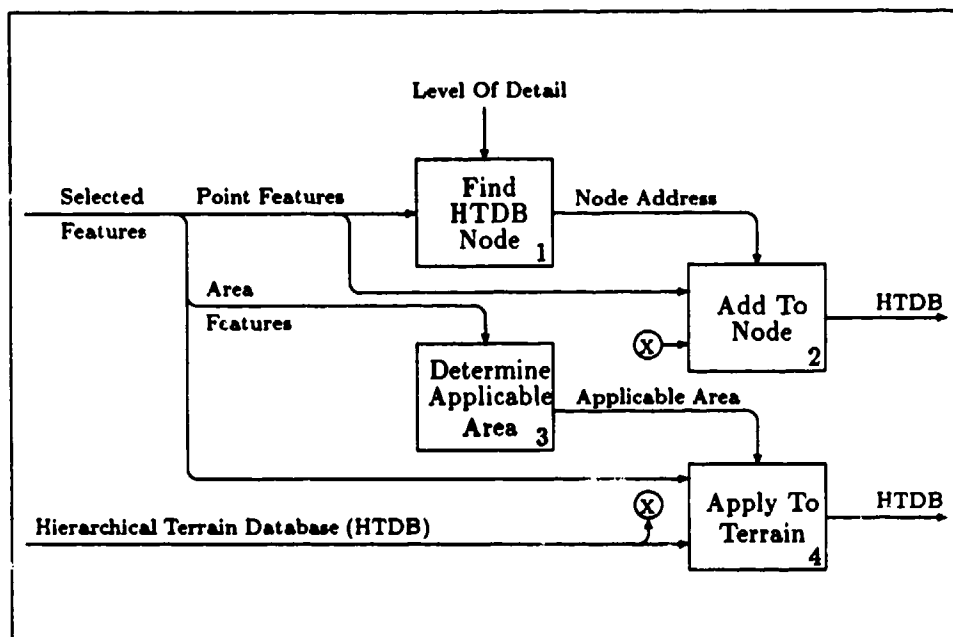 Level Of Detail
Selected
Features
Point Features
Find
HTDB
Node
1
Node Address
Area
Features
Add To
Node
2
HTDB
X
Determine
Applicable
Area
3
Applicable Area
X
Apply To
Terrain
4
HTDB
Hierarchical Terrain Database (HTDB)